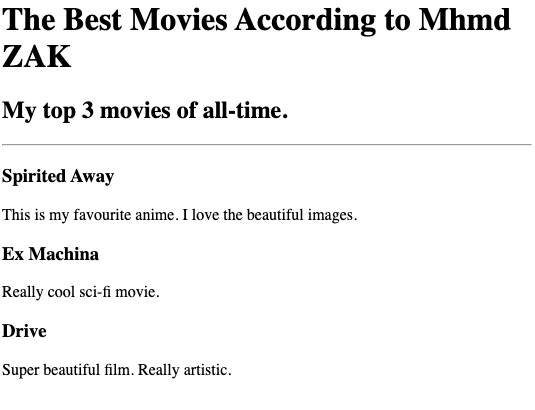 The Best Movies According to Mhmd
ZAK
My top 3 movies of all-time.
Spirited Away
This is my favourite anime. I love the beautiful images.
Ex Machina
Really cool sci-fi movie.
Drive
Super beautiful film. Really artistic.